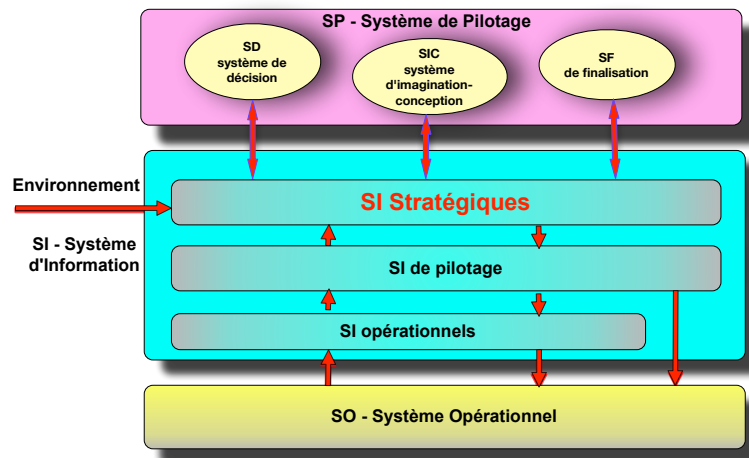 SP - Système de Pilotage
SD
système de
décision
SIC
système
d'imagination-
conception
SF
de finalisation
Environnement
SI Stratégiques
SI - Système
d'Information
SI de pilotage
SI opérationnels
SO - Système Opérationnel